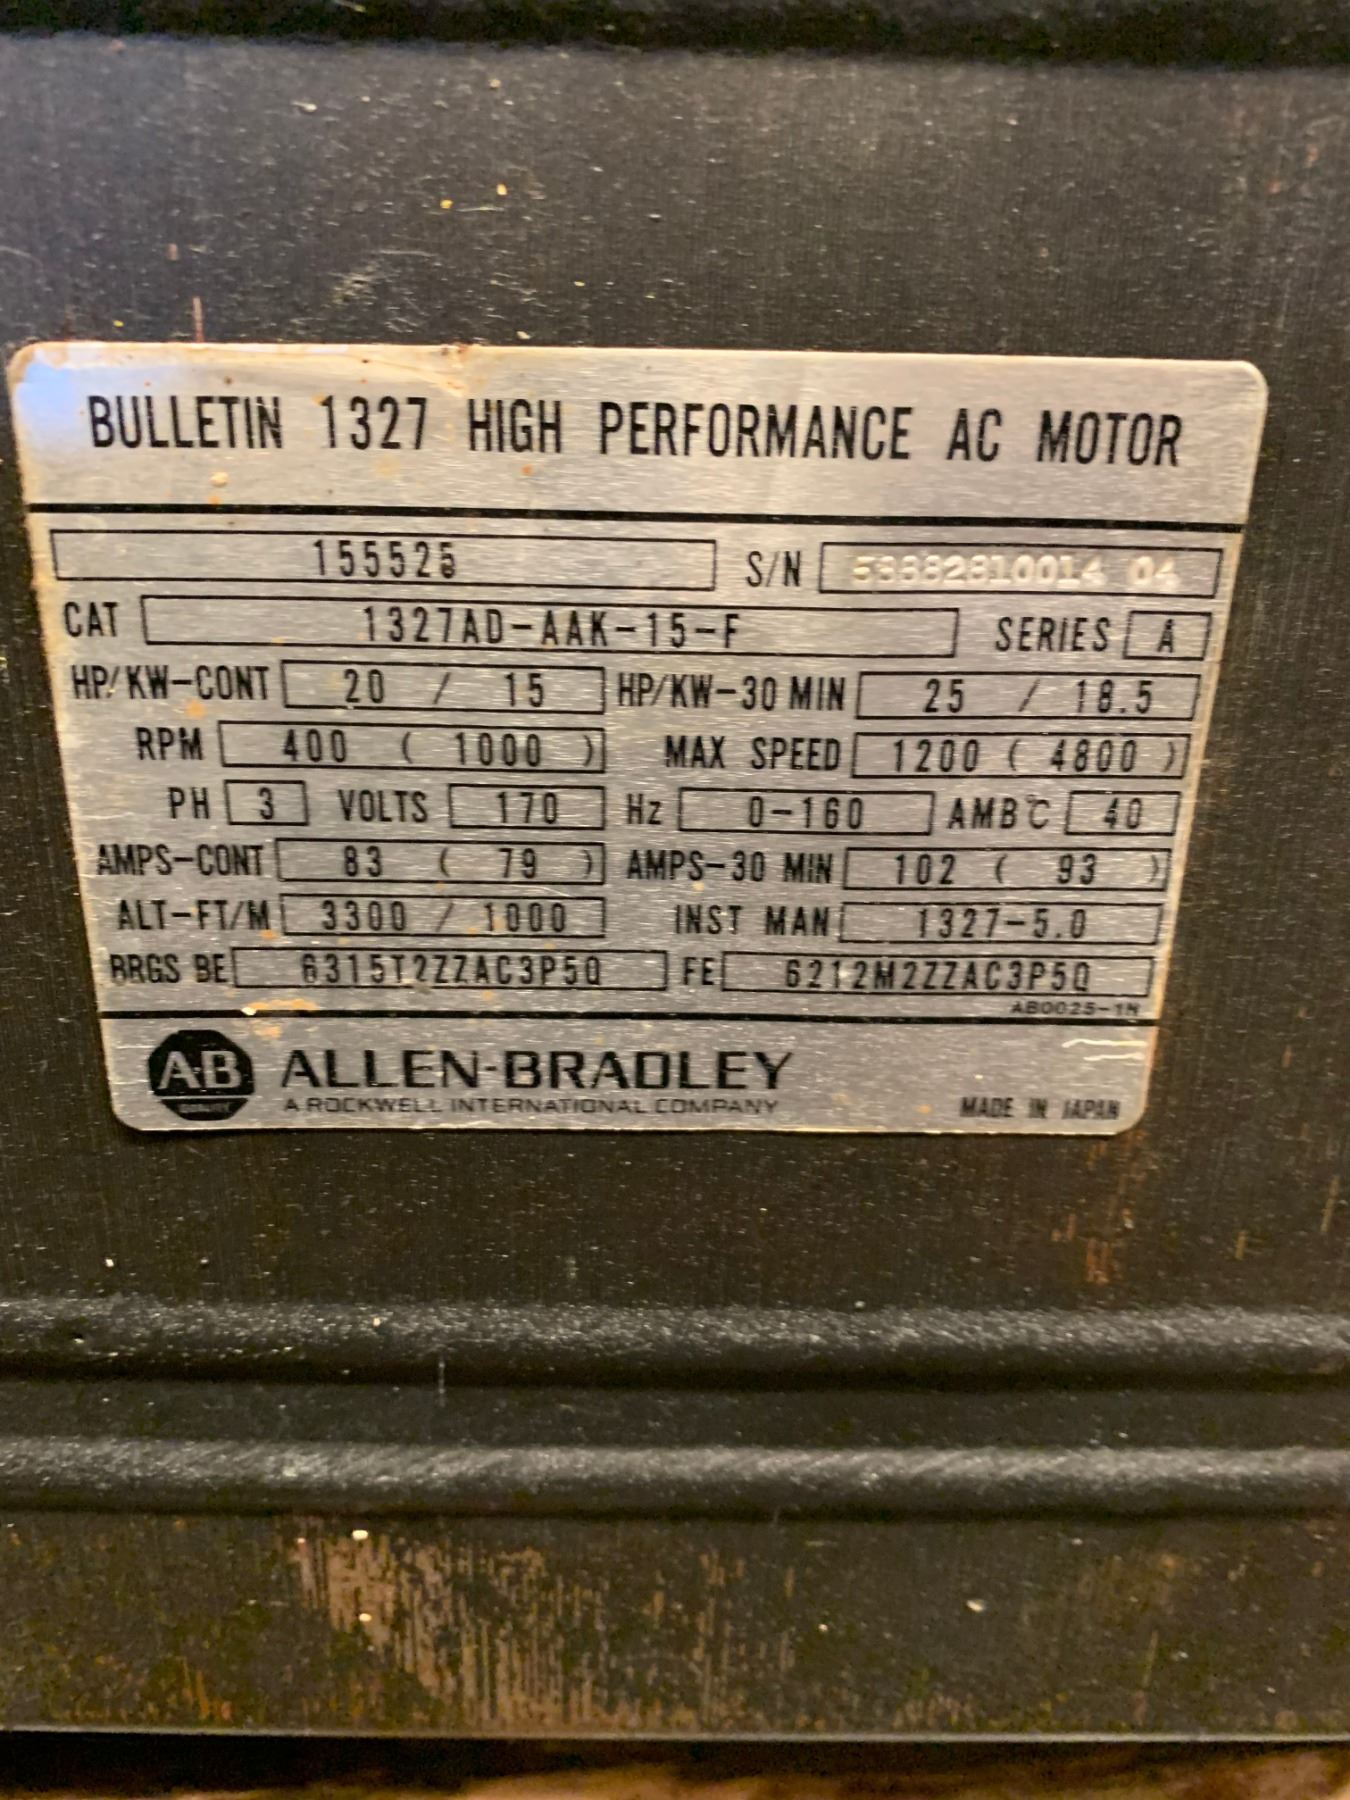 BULLETIN 1327 HIGH PERFORMANCE AC MOTOR
S/N
CAT 1327AD-AAK-15-F SERIES A
HP/KW-CONT 20 / 15 HP/KW-30 MIN 25 / 18.5
RPM 400 ( 1000 ) MAX SPEED 1200 ( 4800 )
PH 3 VOLTS 170 Hz 0-160 AMB°C 40
AMPS-CONT 83 ( 79 ) AMPS-30 MIN 102 ( 93 )
ALT-FT/M 3300 / 1000 INST MAN 1327-5.0
BRGS BE 6315T2ZZAC3P5Q FE 6212M2ZZAC3P5Q
AB0025-1N
AB ALLEN-BRADLEY
QUALITY A ROCKWELL INTERNATIONAL COMPANY MADE IN JAPAN